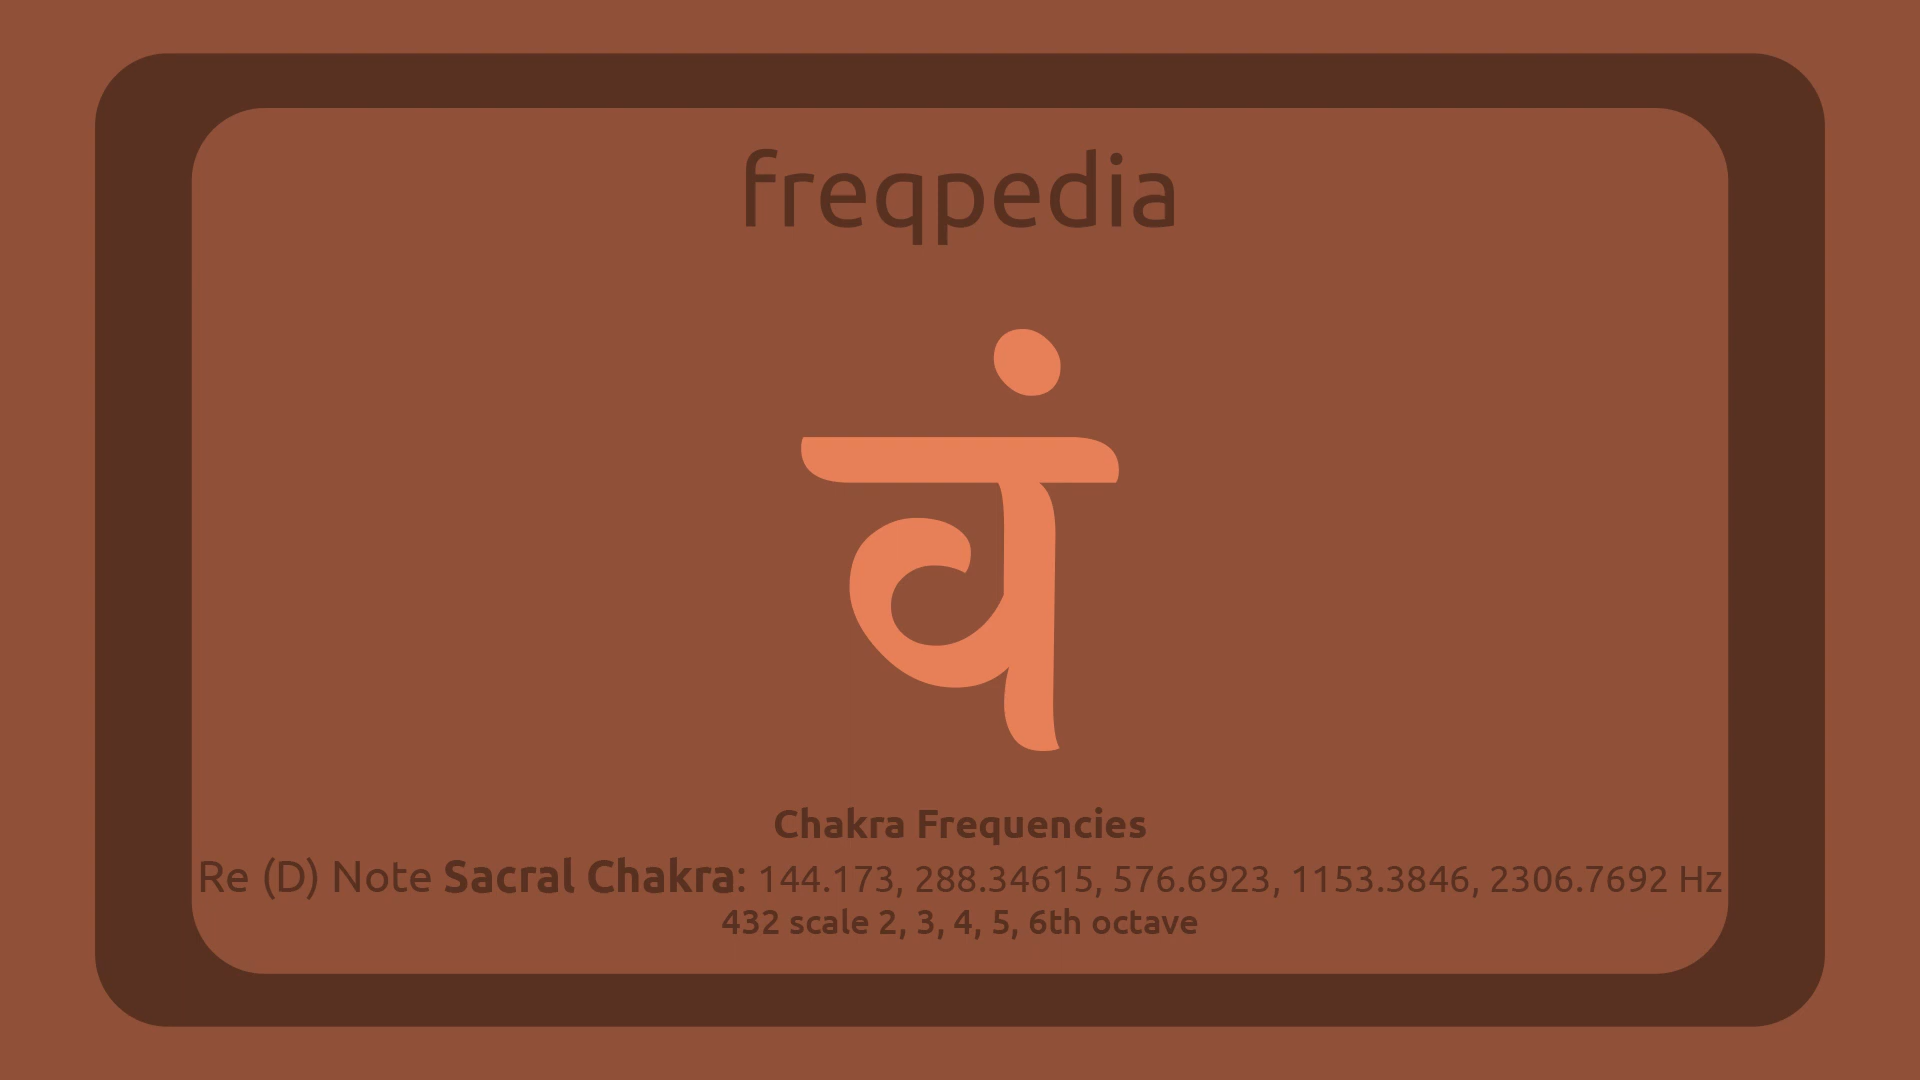 freqpedia
वं
Chakra Frequencies
Re (D) Note Sacral Chakra: 144.173, 288.34615, 576.6923, 1153.3846, 2306.7692 Hz
432 scale 2, 3, 4, 5, 6th octave